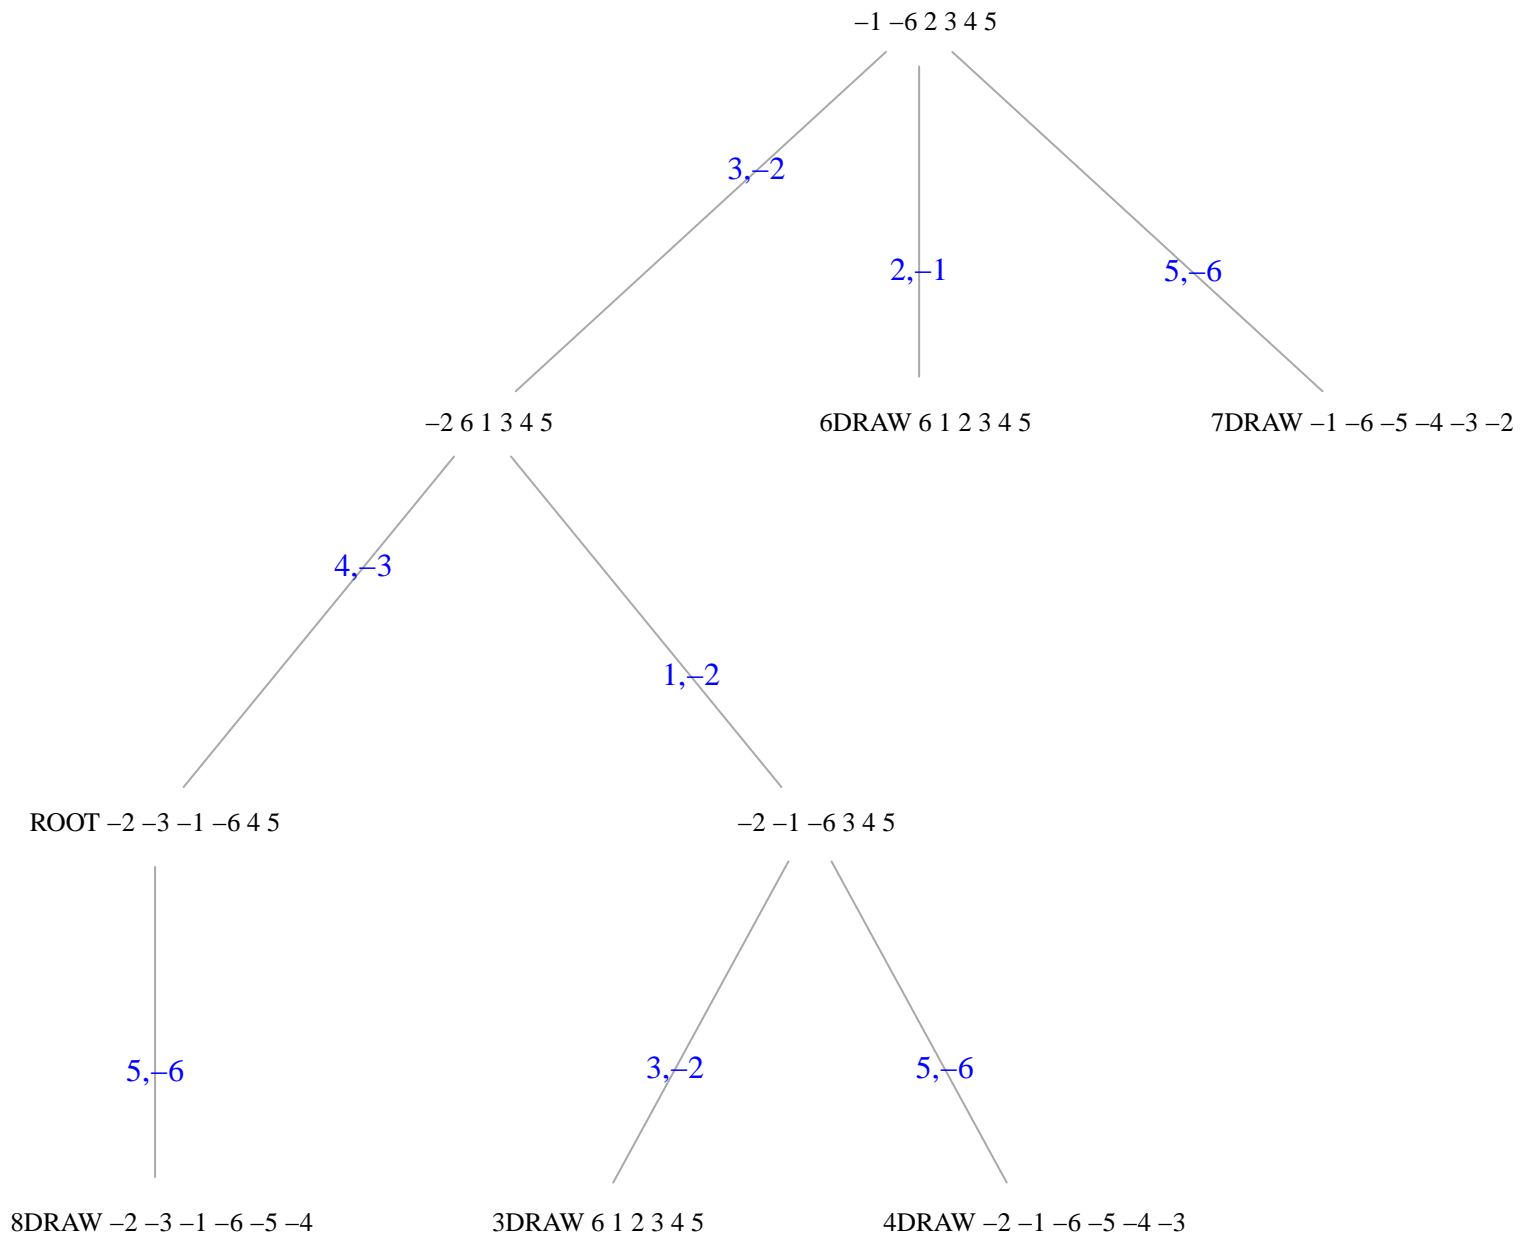 –1 –6 2 3 4 5
3,–2
2,–1
5,–6
–2 6 1 3 4 5
6DRAW 6 1 2 3 4 5
7DRAW –1 –6 –5 –4 –3 –2
4,–3
1,–2
ROOT –2 –3 –1 –6 4 5
–2 –1 –6 3 4 5
5,–6
3,–2
5,–6
8DRAW –2 –3 –1 –6 –5 –4
3DRAW 6 1 2 3 4 5
4DRAW –2 –1 –6 –5 –4 –3